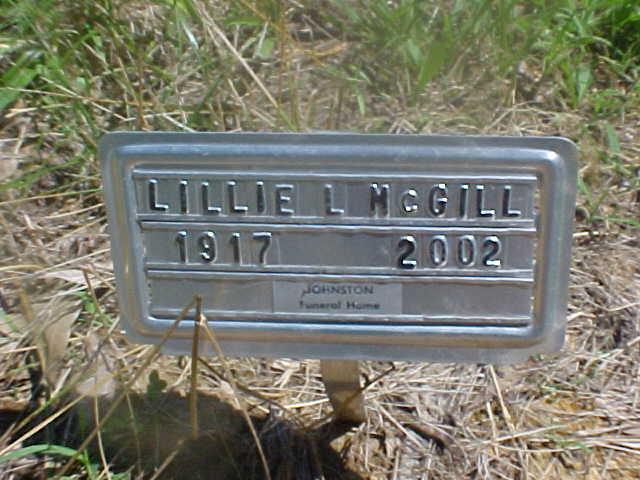 LILLIE L McGILL
1917 2002
JOHNSTON
Funeral Home